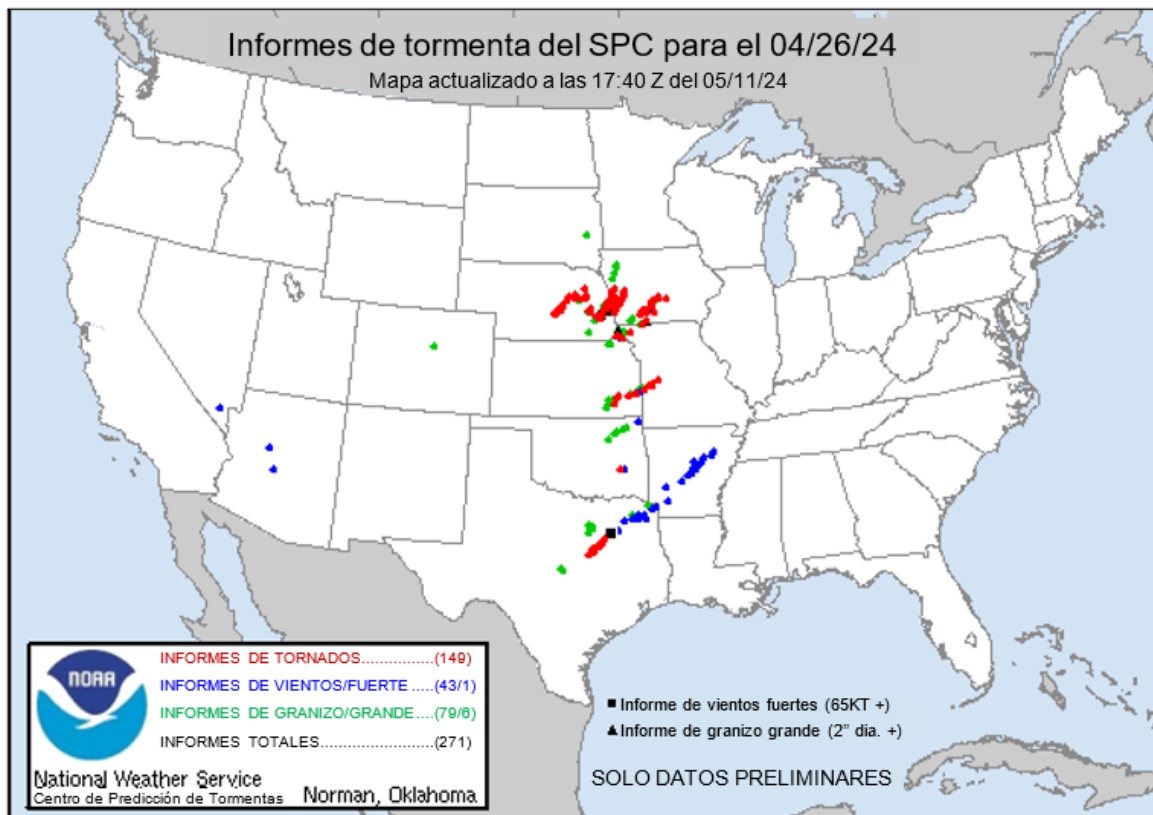 Informes de tormenta del SPC para el 04/26/24
Mapa actualizado a las 17:40 Z del 05/11/24
NOAA
INFORMES DE TORNADOS................(149)
INFORMES DE VIENTOS/FUERTE .....(43/1)
INFORMES DE GRANIZO/GRANDE....(79/6)
INFORMES TOTALES.......................(271)
National Weather Service
Centro de Predicción de Tormentas Norman, Oklahoma
Informe de vientos fuertes (65KT +)
Informe de granizo grande (2" dia. +)
SOLO DATOS PRELIMINARES